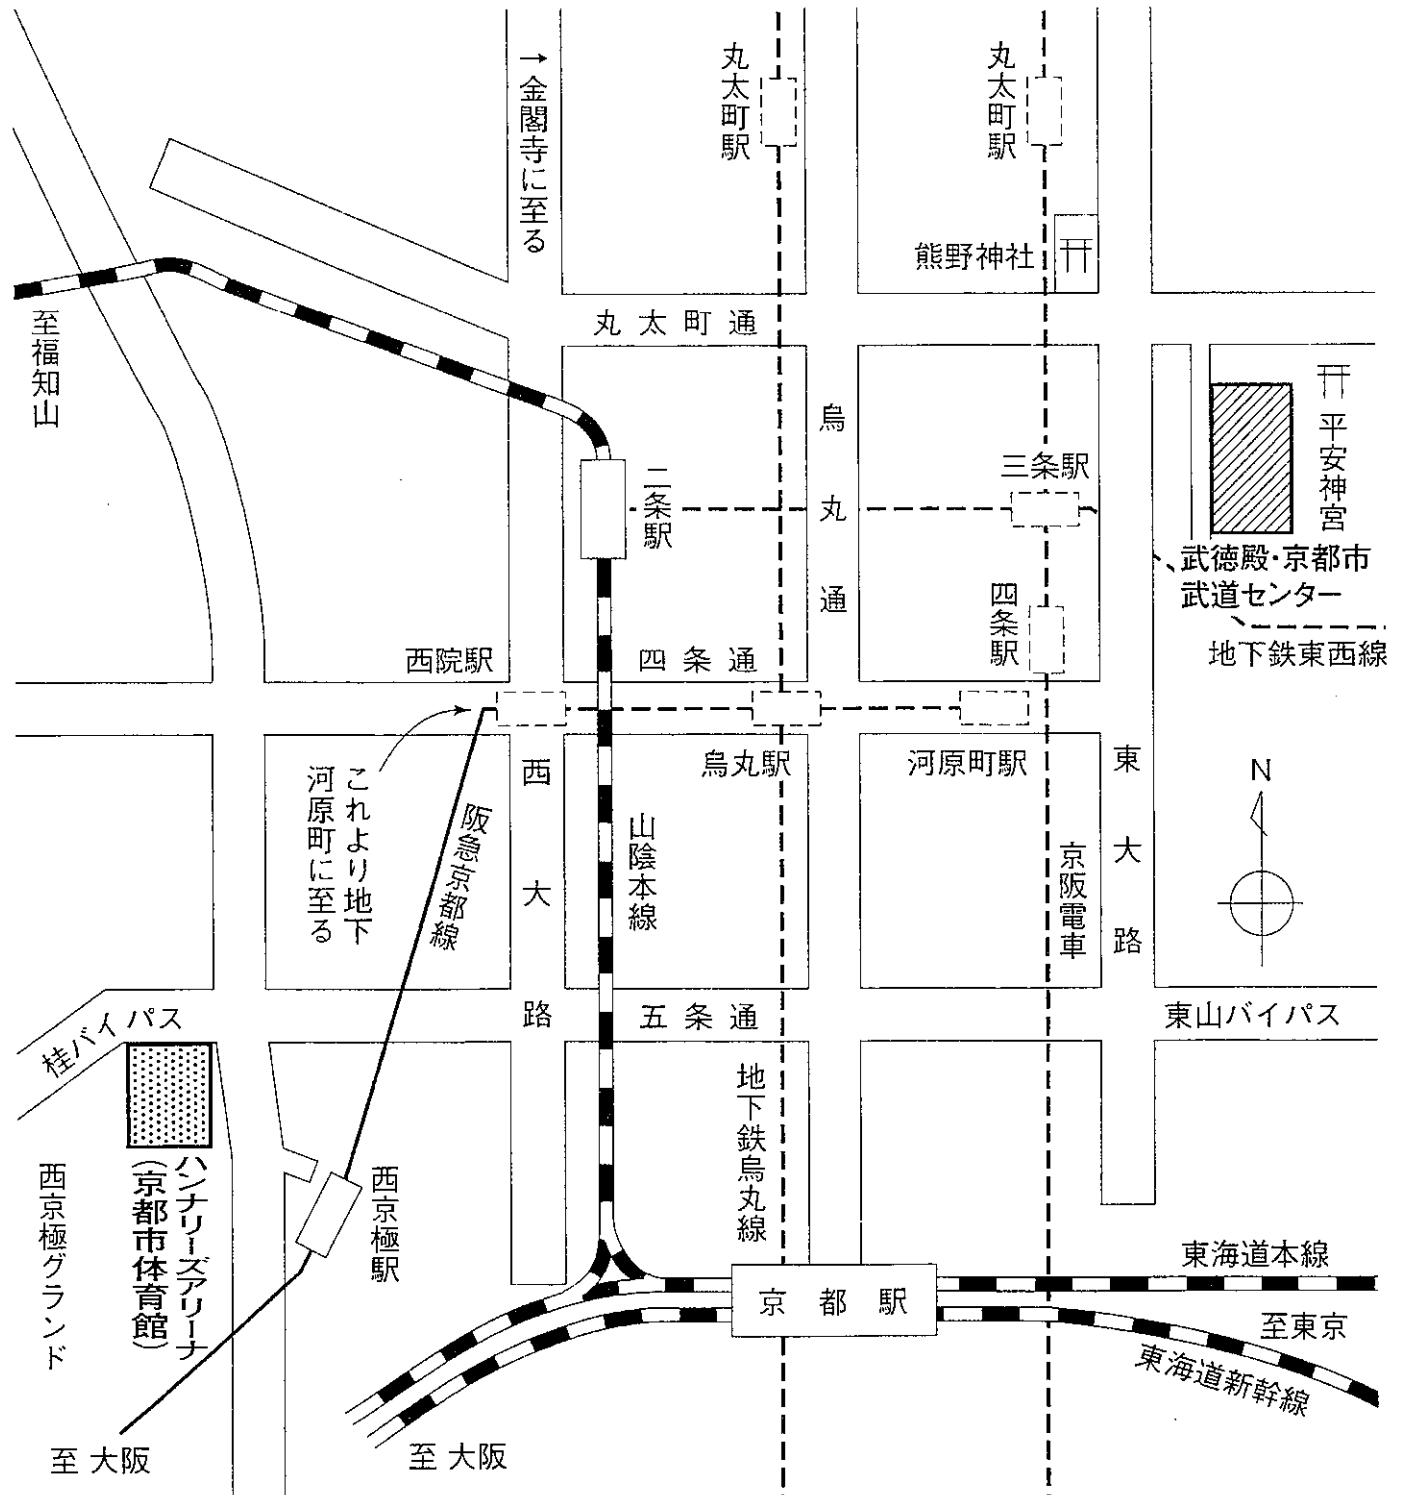 →金閣寺に至る
丸太町駅
丸太町駅
熊野神社
至福知山
丸太町通
烏丸通
平安神宮
二条駅
三条駅
武徳殿・京都市
武道センター
地下鉄東西線
四条駅
西院駅
四条通
烏丸駅
河原町駅
これより地下
河原町に至る
阪急京都線
西大路
山陰本線
京阪電車
東大路
N
桂バイパス
五条通
東山バイパス
地下鉄烏丸線
西京極グランド
ハンナリーズアリーナ
(京都市体育館)
西京極駅
京都駅
東海道本線
至東京
東海道新幹線
至 大阪
至 大阪